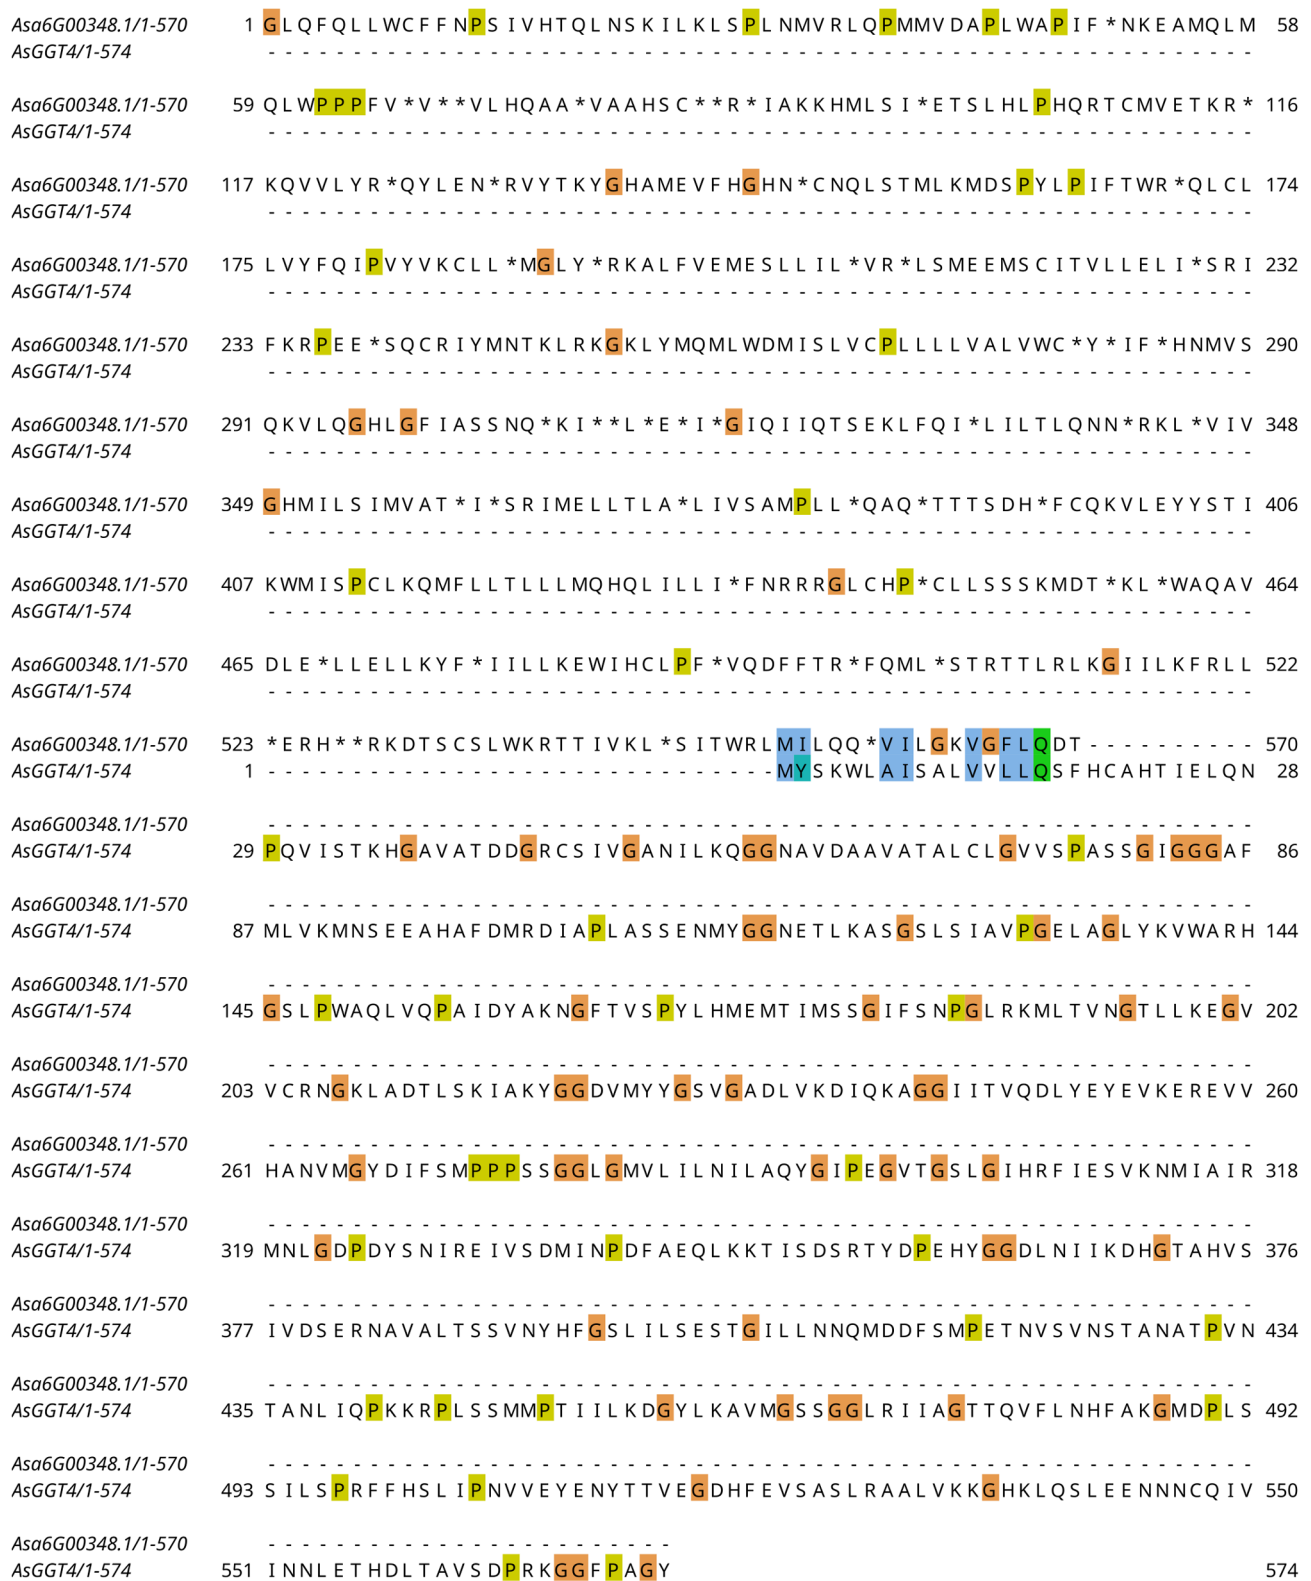 Asa6G00348.1/1-570 1 GLQFQLLWCFFNPSIVHTQLNSKILKLSPLNMVRLQPMMVDAPLWAPIF*NKEAMQLM 58
AsGGT4/1-574 ----------------------------------------------------------
Asa6G00348.1/1-570 59 QLWPPPFV*V**VLHQAA*VAAHSC**R*IAKKHMLSI*ETSLHLPHQRTCMVETKR* 116
AsGGT4/1-574 ----------------------------------------------------------
Asa6G00348.1/1-570 117 KQVVLYR*QYLEN*RVYTKYGHAMEVFHGHN*CNQLSTMLKMDSPYLPIFTWR*QLCL 174
AsGGT4/1-574 ----------------------------------------------------------
Asa6G00348.1/1-570 175 LVYFQIPVYVKCLL*MGLY*RKALFVEMESLLIL*VR*LSMEEMSCITVLLELI*SRI 232
AsGGT4/1-574 ----------------------------------------------------------
Asa6G00348.1/1-570 233 FKRPEE*SQCRIYMNTKLRKGKLYMQMLWDMISLVCPLLLLVALVWC*Y*IF*HNMVS 290
AsGGT4/1-574 ----------------------------------------------------------
Asa6G00348.1/1-570 291 QKVLQGHLGFIASSNQ*KI**L*E*I*GIQIIQTSEKLFQI*LILTLQNN*RKL*VIV 348
AsGGT4/1-574 ----------------------------------------------------------
Asa6G00348.1/1-570 349 GHMILSIMVAT*I*SRIMELLTLA*LIVSAMPLL*QAQ*TTTSDH*FCQKVLEYYSTI 406
AsGGT4/1-574 ----------------------------------------------------------
Asa6G00348.1/1-570 407 KWMISPCLKQMFLLTLLLMQHQLILLI*FNRRRGLCHP*CLLSSSKMDT*KL*WAQAV 464
AsGGT4/1-574 ----------------------------------------------------------
Asa6G00348.1/1-570 465 DLE*LLELLKYF*IILLKEWIHCLPF*VQDFFTR*FQML*STRTTLRLKGIILKFRLL 522
AsGGT4/1-574 ----------------------------------------------------------
Asa6G00348.1/1-570 523 *ERH**RKDTSCSLWKRTTIVKL*SITWRLMILQQ*VILGKVGFLQDT---------- 570
AsGGT4/1-574 1 ------------------------------MYSKWLAISALVVLLQSFHCAHTIELQN 28
Asa6G00348.1/1-570 ----------------------------------------------------------
AsGGT4/1-574 29 PQVISTKHGAVATDDGRCSIVGANILKQGGNAVDAAVATALCLGVVSPASSGIGGGAF 86
Asa6G00348.1/1-570 ----------------------------------------------------------
AsGGT4/1-574 87 MLVKMNSEEAHAFDMRDIAPLASSENMYGGNETLKASGSLSIAVPGELAGLYKVWARH 144
Asa6G00348.1/1-570 ----------------------------------------------------------
AsGGT4/1-574 145 GSLPWAQLVQPAIDYAKNGFTVSPYLHMEMTIMSSGIFSNPGLRKMLTVNGTLLKEGV 202
Asa6G00348.1/1-570 ----------------------------------------------------------
AsGGT4/1-574 203 VCRNGKLADTLSKIAKYGGDVMYYGSVGADLVKDIQKAGGIITVQDLYEYEVKEREVV 260
Asa6G00348.1/1-570 ----------------------------------------------------------
AsGGT4/1-574 261 HANVMGYDIFSMPPPSSGGLGMVLILNILAQYGIPEGVTGSLGIHRFIESVKNMIAIR 318
Asa6G00348.1/1-570 ----------------------------------------------------------
AsGGT4/1-574 319 MNLGDPDYSNIREIVSDMINPDFAEQLKKTISDSRTYDPEHYGGDLNIIKDHGTAHVS 376
Asa6G00348.1/1-570 ----------------------------------------------------------
AsGGT4/1-574 377 IVDSERNAVALTSSVNYHFGSLILSESTGILLNNQMDDFSMPETNVSVNSTANATPVN 434
Asa6G00348.1/1-570 ----------------------------------------------------------
AsGGT4/1-574 435 TANLIQPKKRPLSSMMPTIILKDGYLKAVMGSSGGLRIIAGTTQVFLNHFAKGMDPLS 492
Asa6G00348.1/1-570 ----------------------------------------------------------
AsGGT4/1-574 493 SILSPRFFHSLIPNVVEYENYTTVEGDHFEVSASLRAALVKKGHKLQSLEENNNCQIV 550
Asa6G00348.1/1-570 ------------------------
AsGGT4/1-574 551 INNLETHDLTAVSDPRKGGFPAGY 574